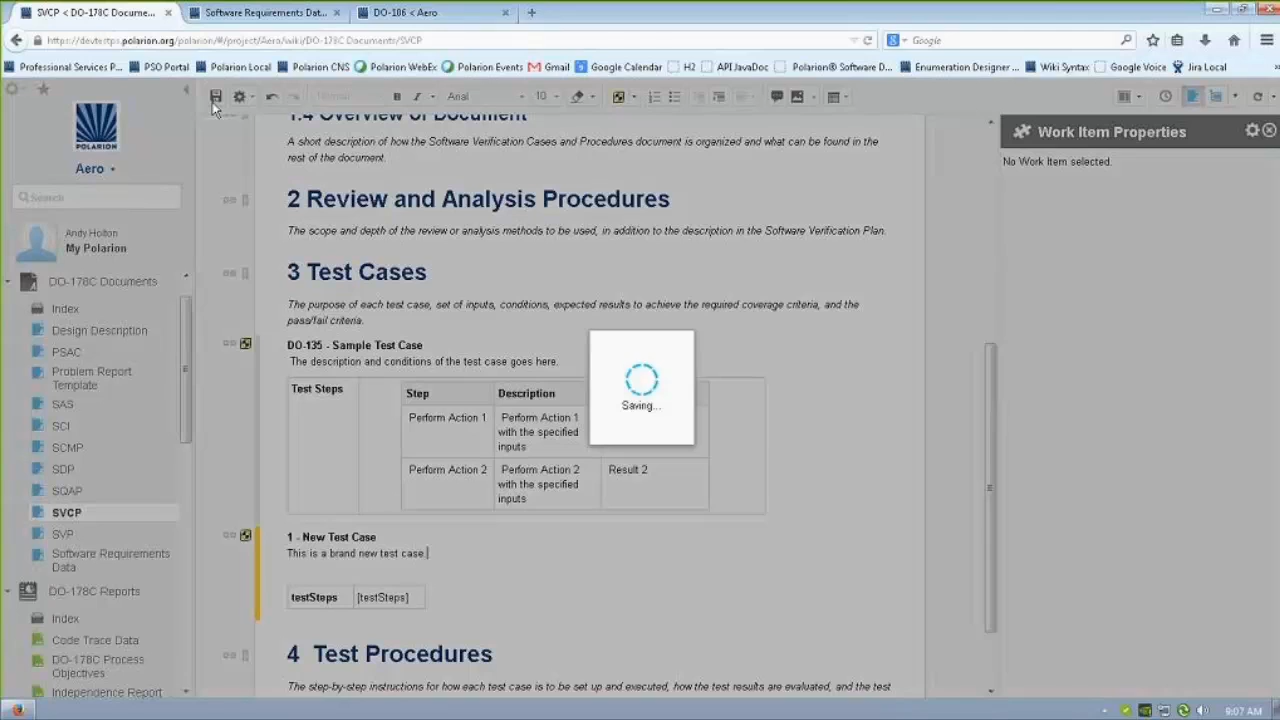 SVCP < DO-178C Docume...
Software Requirements Dat...
DO-106 < Aero
https://devtestps.polarion.org/polarion/#/project/Aero/wiki/DO-178C Documents/SVCP
Google
Professional Services P...
PSO Portal
Polarion Local
Polarion CNS
Polarion WebEx
Polarion Events
Gmail
Google Calendar
H2
API JavaDoc
Polarion® Software D...
Enumeration Designer ...
Wiki Syntax
Google Voice
Jira Local
Normal
Arial
10
POLARION
Aero
Search
Andy Holton
My Polarion
DO-178C Documents
Index
Design Description
PSAC
Problem Report
Template
SAS
SCI
SCMP
SDP
SQAP
SVCP
SVP
Software Requirements
Data
DO-178C Reports
Index
Code Trace Data
DO-178C Process
Objectives
Independence Report
1.4 Overview of Document
A short description of how the Software Verification Cases and Procedures document is organized and what can be found in the
rest of the document.
2 Review and Analysis Procedures
The scope and depth of the review or analysis methods to be used, in addition to the description in the Software Verification Plan.
3 Test Cases
The purpose of each test case, set of inputs, conditions, expected results to achieve the required coverage criteria, and the
pass/fail criteria.
DO-135 - Sample Test Case
The description and conditions of the test case goes here.
Test Steps
Step
Description
Perform Action 1
Perform Action 1
with the specified
inputs
Perform Action 2
Perform Action 2
with the specified
inputs
Result 2
Saving...
1 - New Test Case
This is a brand new test case.
testSteps
[testSteps]
4 Test Procedures
The step-by-step instructions for how each test case is to be set up and executed, how the test results are evaluated, and the test
Work Item Properties
No Work Item selected.
9:07 AM